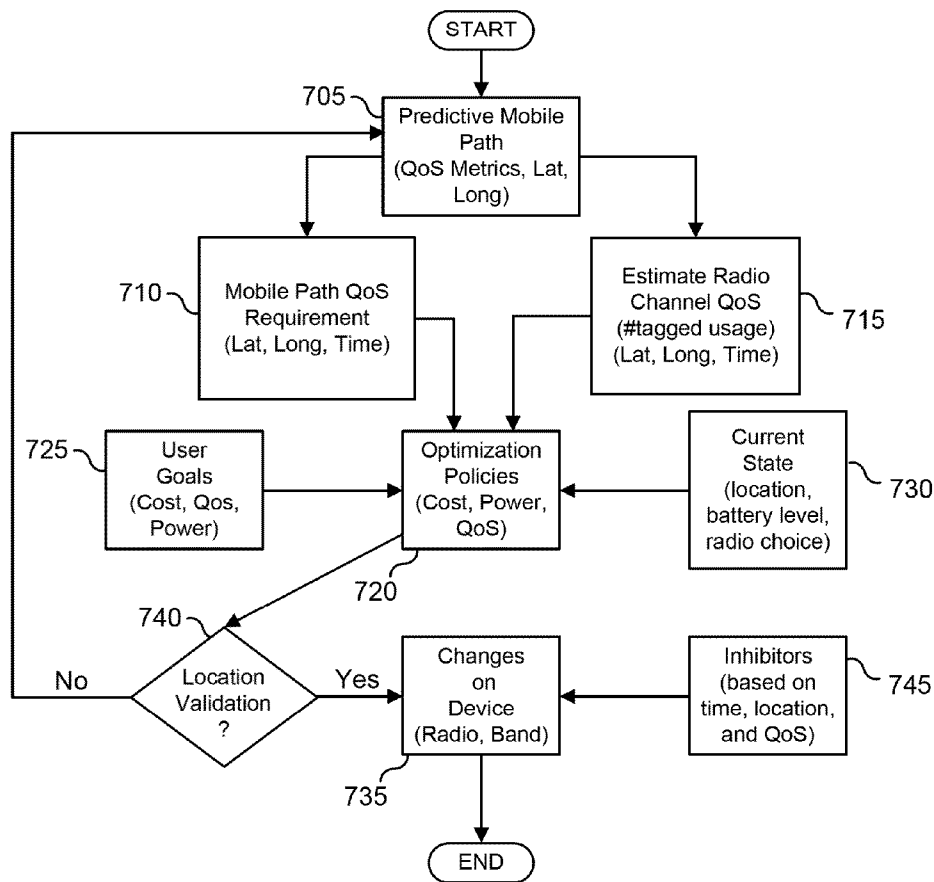 START
705
Predictive Mobile
Path
(QoS Metrics, Lat,
Long)
710
Mobile Path QoS
Requirement
(Lat, Long, Time)
Estimate Radio
Channel QoS
(#tagged usage)
(Lat, Long, Time)
715
725
User
Goals
(Cost, Qos,
Power)
Optimization
Policies
(Cost, Power,
QoS)
720
Current
State
(location,
battery level,
radio choice)
730
740
Location
Validation
?
No
Yes
Changes
on
Device
(Radio, Band)
735
Inhibitors
(based on
time, location,
and QoS)
745
END